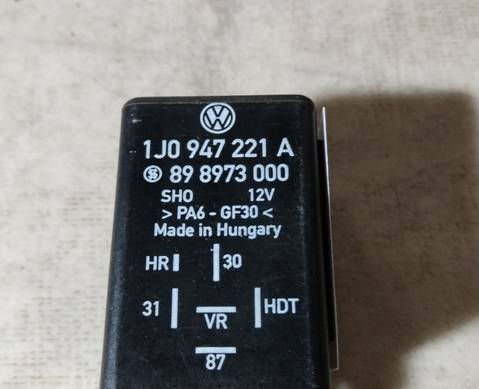 1J0 947 221 A
89 8973 000
SHO 12V
> PA6 - GF30 <
Made in Hungary
HR 30
31 VR HDT
87